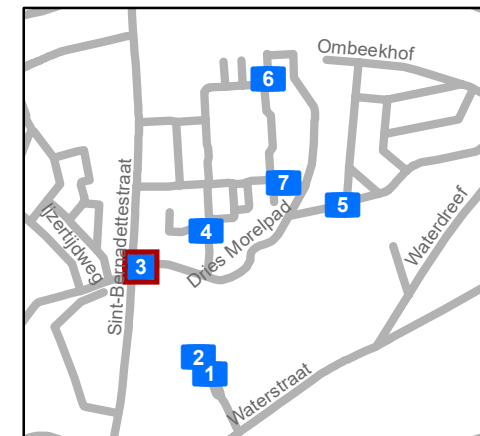 Ombeekhof
6
7
5
4
3
2
1
Ijzertijdweg
Sint-Bernadettestraat
Dries Morelpad
Waterdreef
Waterstraat